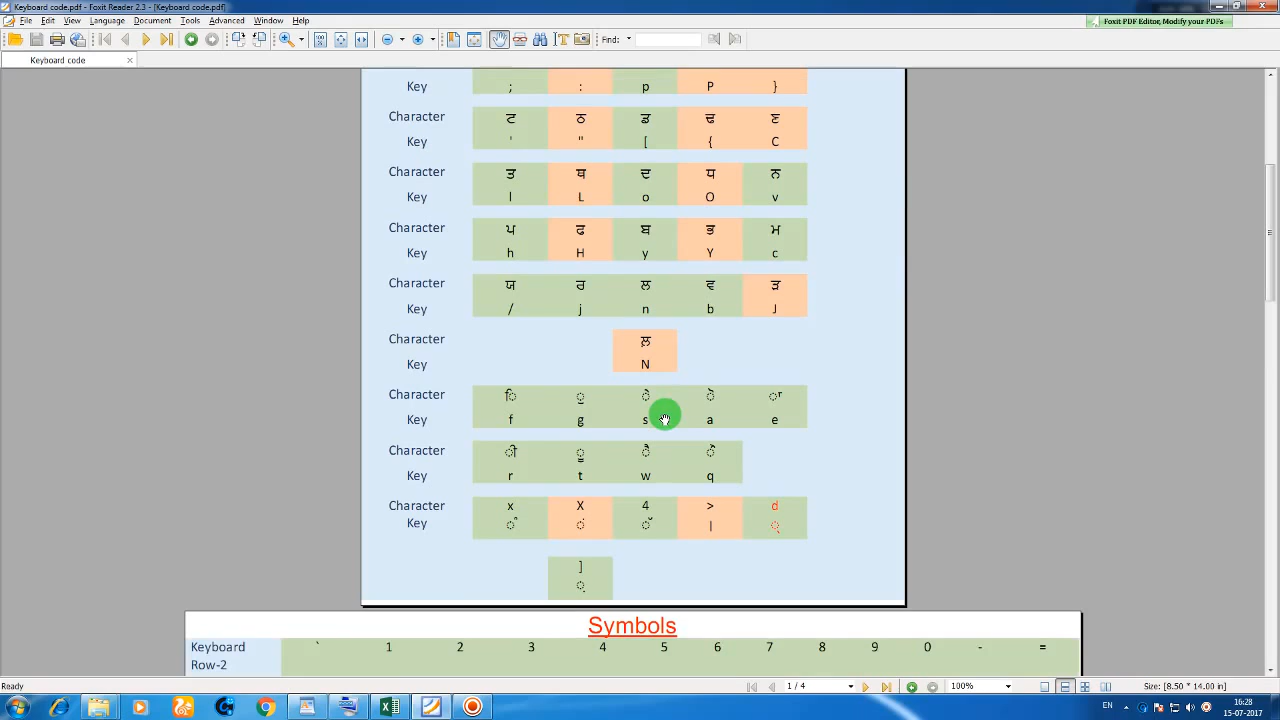 Keyboard code.pdf - Foxit Reader 2.3 - [Keyboard code.pdf]
File Edit View Language Document Tools Advanced Window Help
Foxit PDF Editor, Modify your PDFs
Find:
Keyboard code
Key ; : p P }
Character ਟ ਠ ਡ ਢ ਣ
Key ' " [ { C
Character ਤ ਥ ਦ ਧ ਨ
Key l L o O v
Character ਪ ਫ ਬ ਭ ਮ
Key h H y Y c
Character ਯ ਰ ਲ ਵ ੜ
Key / j n b J
Character ਲ਼
Key N
Character ਿ ੁ ੇ ੋ ਾ
Key f g s a e
Character ੀ ੂ ੈ ੌ
Key r t w q
Character x X 4 > d
Key ੰ ਂ ੱ |
]
Symbols
Keyboard ` 1 2 3 4 5 6 7 8 9 0 - =
Row-2
Ready 1 / 4 100% Size: [8.50 * 14.00 in]
EN 16:28
15-07-2017